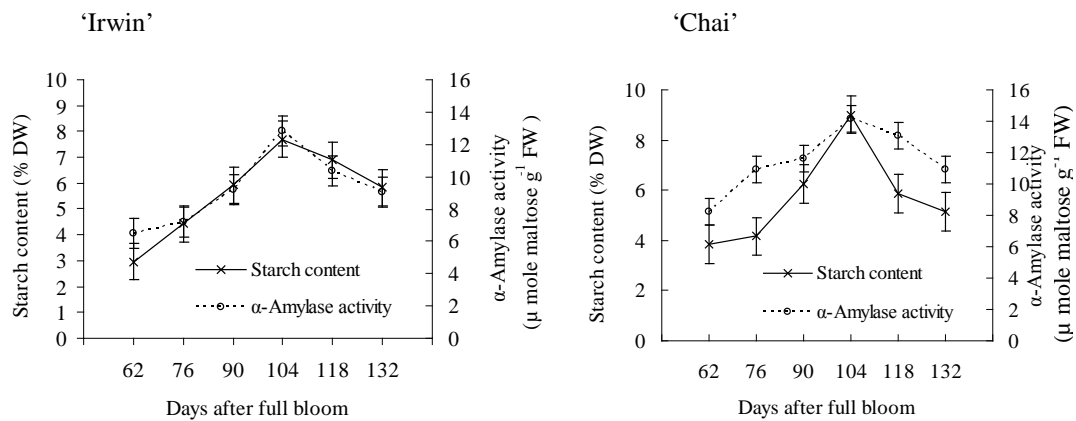 ‘Irwin’
10
9
8
7
6
5
4
3
2
1
0
Starch content (% DW)
16
14
12
10
8
6
4
2
0
α-Amylase activity
(μ mole maltose g⁻¹ FW)
Starch content
α-Amylase activity
62 76 90 104 118 132
Days after full bloom
‘Chai’
10
8
6
4
2
0
Starch content (% DW)
16
14
12
10
8
6
4
2
0
α-Amylase activity
(μ mole maltose g⁻¹ FW)
Starch content
α-Amylase activity
62 76 90 104 118 132
Days after full bloom